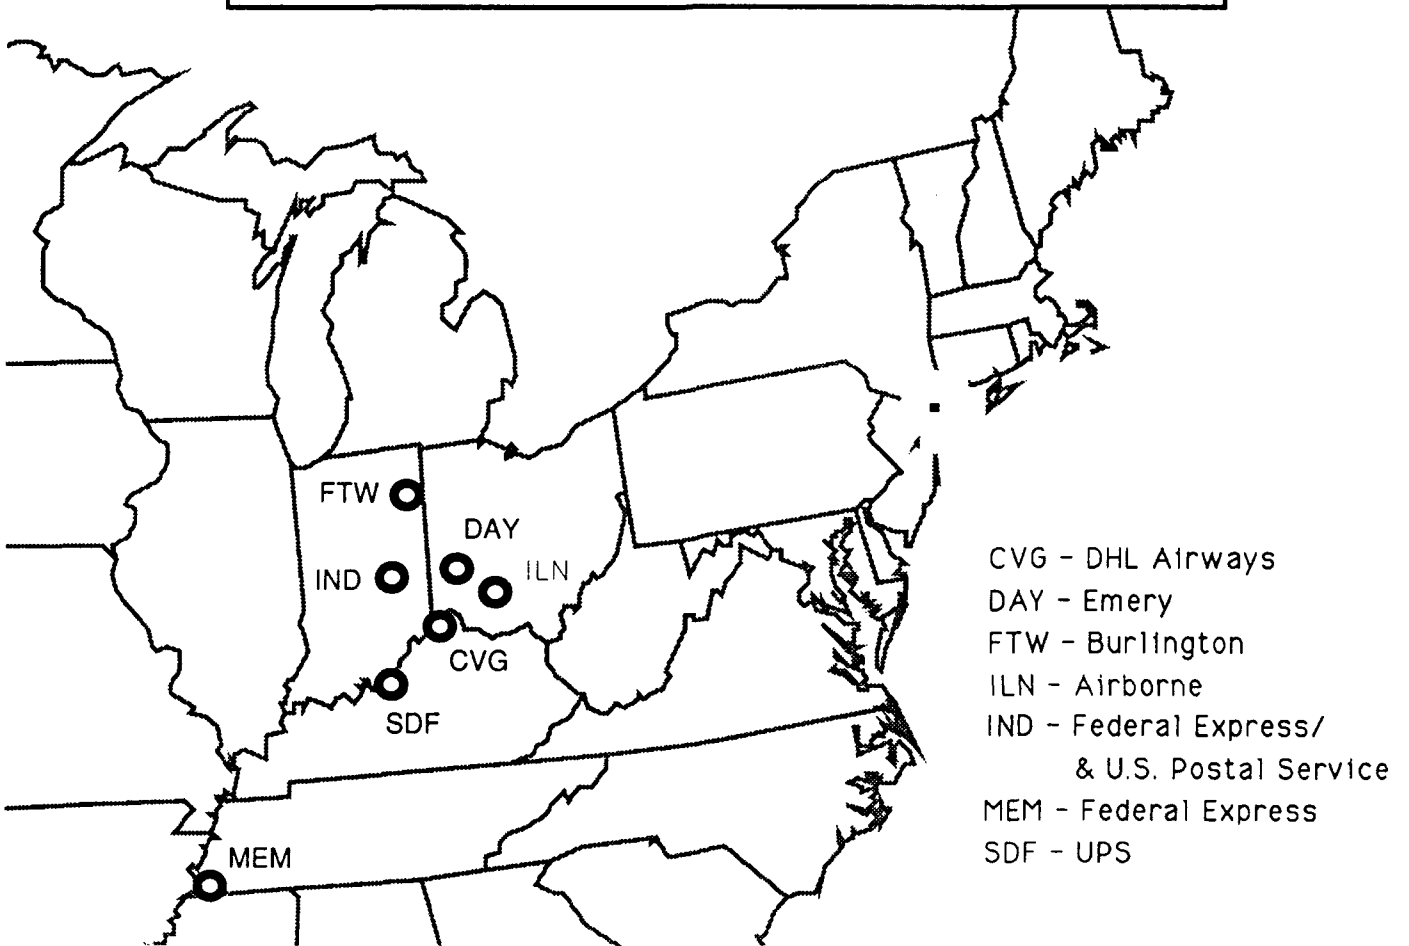 FTW
DAY
IND
ILN
CVG
SDF
MEM
CVG - DHL Airways
DAY - Emery
FTW - Burlington
ILN - Airborne
IND - Federal Express/
& U.S. Postal Service
MEM - Federal Express
SDF - UPS